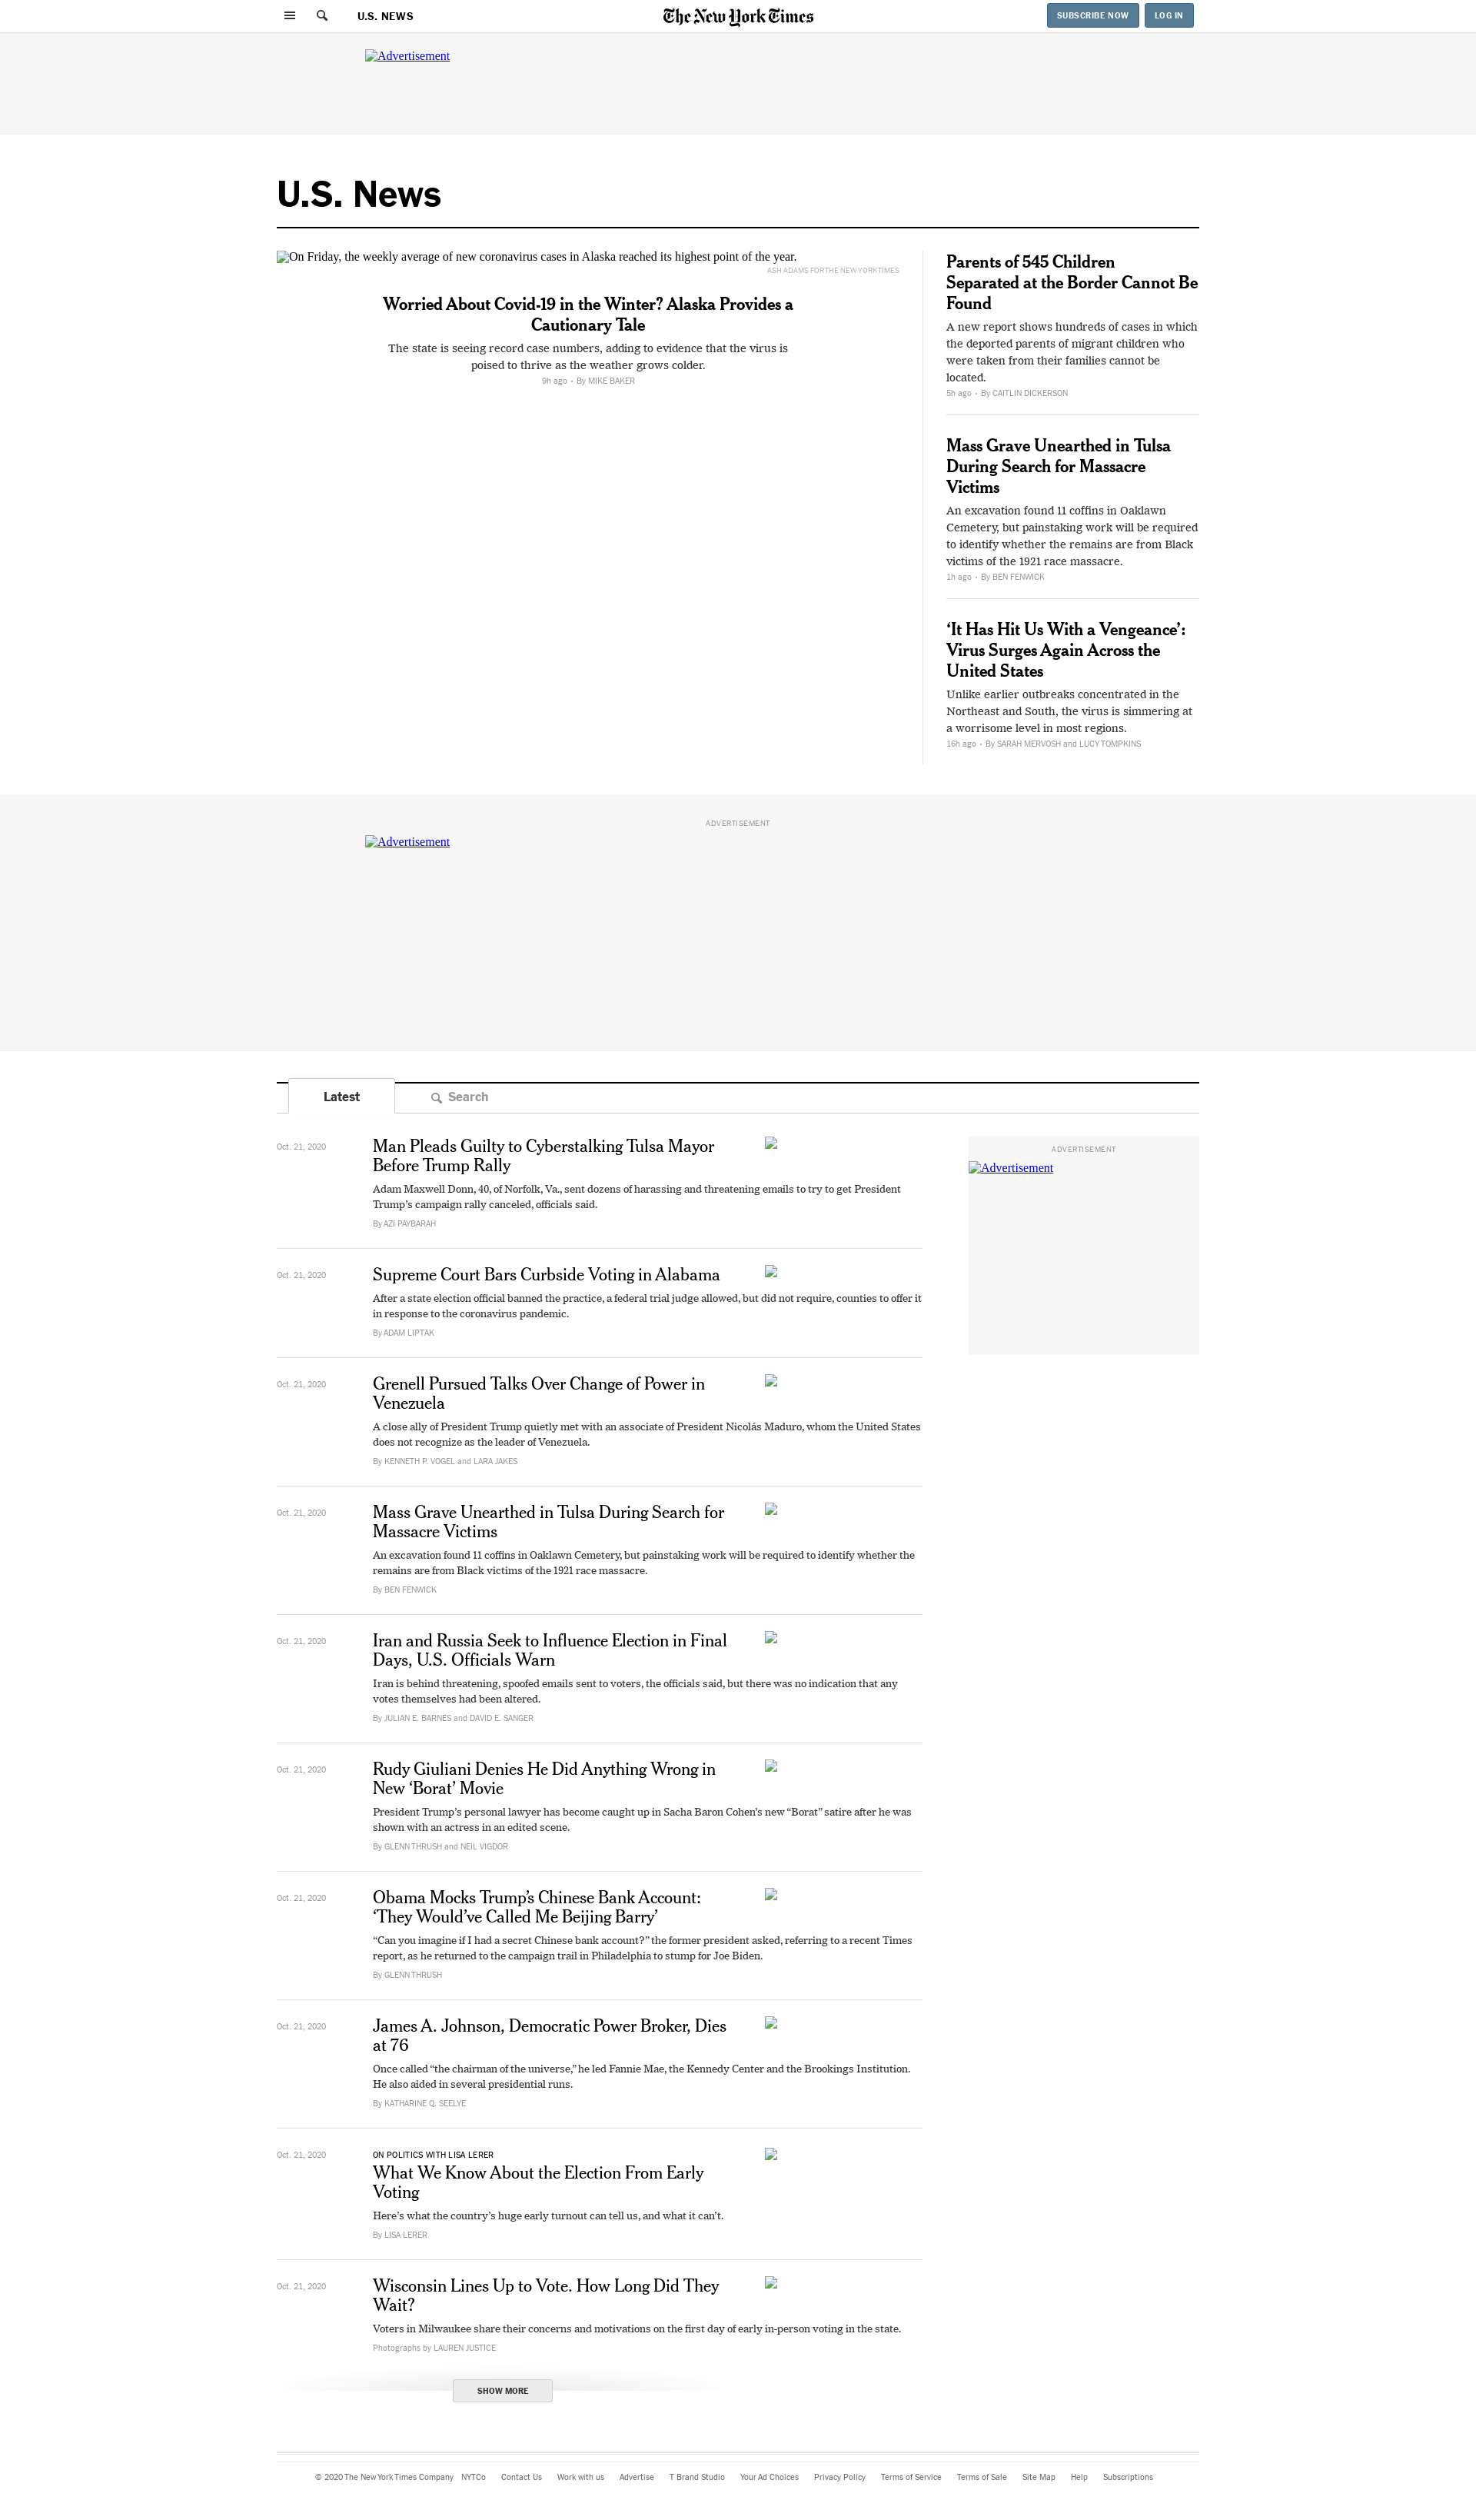 U.S. NEWS
The New York Times
SUBSCRIBE NOW
LOG IN
Advertisement
U.S. News
On Friday, the weekly average of new coronavirus cases in Alaska reached its highest point of the year.
ASH ADAMS FOR THE NEW YORK TIMES
Worried About Covid-19 in the Winter? Alaska Provides a
Cautionary Tale
The state is seeing record case numbers, adding to evidence that the virus is
poised to thrive as the weather grows colder.
9h ago • By MIKE BAKER
Parents of 545 Children
Separated at the Border Cannot Be
Found
A new report shows hundreds of cases in which
the deported parents of migrant children who
were taken from their families cannot be
located.
5h ago • By CAITLIN DICKERSON
Mass Grave Unearthed in Tulsa
During Search for Massacre
Victims
An excavation found 11 coffins in Oaklawn
Cemetery, but painstaking work will be required
to identify whether the remains are from Black
victims of the 1921 race massacre.
1h ago • By BEN FENWICK
‘It Has Hit Us With a Vengeance’:
Virus Surges Again Across the
United States
Unlike earlier outbreaks concentrated in the
Northeast and South, the virus is simmering at
a worrisome level in most regions.
16h ago • By SARAH MERVOSH and LUCY TOMPKINS
ADVERTISEMENT
Advertisement
Latest
Search
Oct. 21, 2020
Man Pleads Guilty to Cyberstalking Tulsa Mayor
Before Trump Rally
Adam Maxwell Donn, 40, of Norfolk, Va., sent dozens of harassing and threatening emails to try to get President
Trump’s campaign rally canceled, officials said.
By AZI PAYBARAH
ADVERTISEMENT
Advertisement
Oct. 21, 2020
Supreme Court Bars Curbside Voting in Alabama
After a state election official banned the practice, a federal trial judge allowed, but did not require, counties to offer it
in response to the coronavirus pandemic.
By ADAM LIPTAK
Oct. 21, 2020
Grenell Pursued Talks Over Change of Power in
Venezuela
A close ally of President Trump quietly met with an associate of President Nicolás Maduro, whom the United States
does not recognize as the leader of Venezuela.
By KENNETH P. VOGEL and LARA JAKES
Oct. 21, 2020
Mass Grave Unearthed in Tulsa During Search for
Massacre Victims
An excavation found 11 coffins in Oaklawn Cemetery, but painstaking work will be required to identify whether the
remains are from Black victims of the 1921 race massacre.
By BEN FENWICK
Oct. 21, 2020
Iran and Russia Seek to Influence Election in Final
Days, U.S. Officials Warn
Iran is behind threatening, spoofed emails sent to voters, the officials said, but there was no indication that any
votes themselves had been altered.
By JULIAN E. BARNES and DAVID E. SANGER
Oct. 21, 2020
Rudy Giuliani Denies He Did Anything Wrong in
New ‘Borat’ Movie
President Trump’s personal lawyer has become caught up in Sacha Baron Cohen’s new “Borat” satire after he was
shown with an actress in an edited scene.
By GLENN THRUSH and NEIL VIGDOR
Oct. 21, 2020
Obama Mocks Trump’s Chinese Bank Account:
‘They Would’ve Called Me Beijing Barry’
“Can you imagine if I had a secret Chinese bank account?” the former president asked, referring to a recent Times
report, as he returned to the campaign trail in Philadelphia to stump for Joe Biden.
By GLENN THRUSH
Oct. 21, 2020
James A. Johnson, Democratic Power Broker, Dies
at 76
Once called “the chairman of the universe,” he led Fannie Mae, the Kennedy Center and the Brookings Institution.
He also aided in several presidential runs.
By KATHARINE Q. SEELYE
Oct. 21, 2020
ON POLITICS WITH LISA LERER
What We Know About the Election From Early
Voting
Here’s what the country’s huge early turnout can tell us, and what it can’t.
By LISA LERER
Oct. 21, 2020
Wisconsin Lines Up to Vote. How Long Did They
Wait?
Voters in Milwaukee share their concerns and motivations on the first day of early in-person voting in the state.
Photographs by LAUREN JUSTICE
SHOW MORE
© 2020 The New York Times Company NYTCo Contact Us Work with us Advertise T Brand Studio Your Ad Choices Privacy Policy Terms of Service Terms of Sale Site Map Help Subscriptions